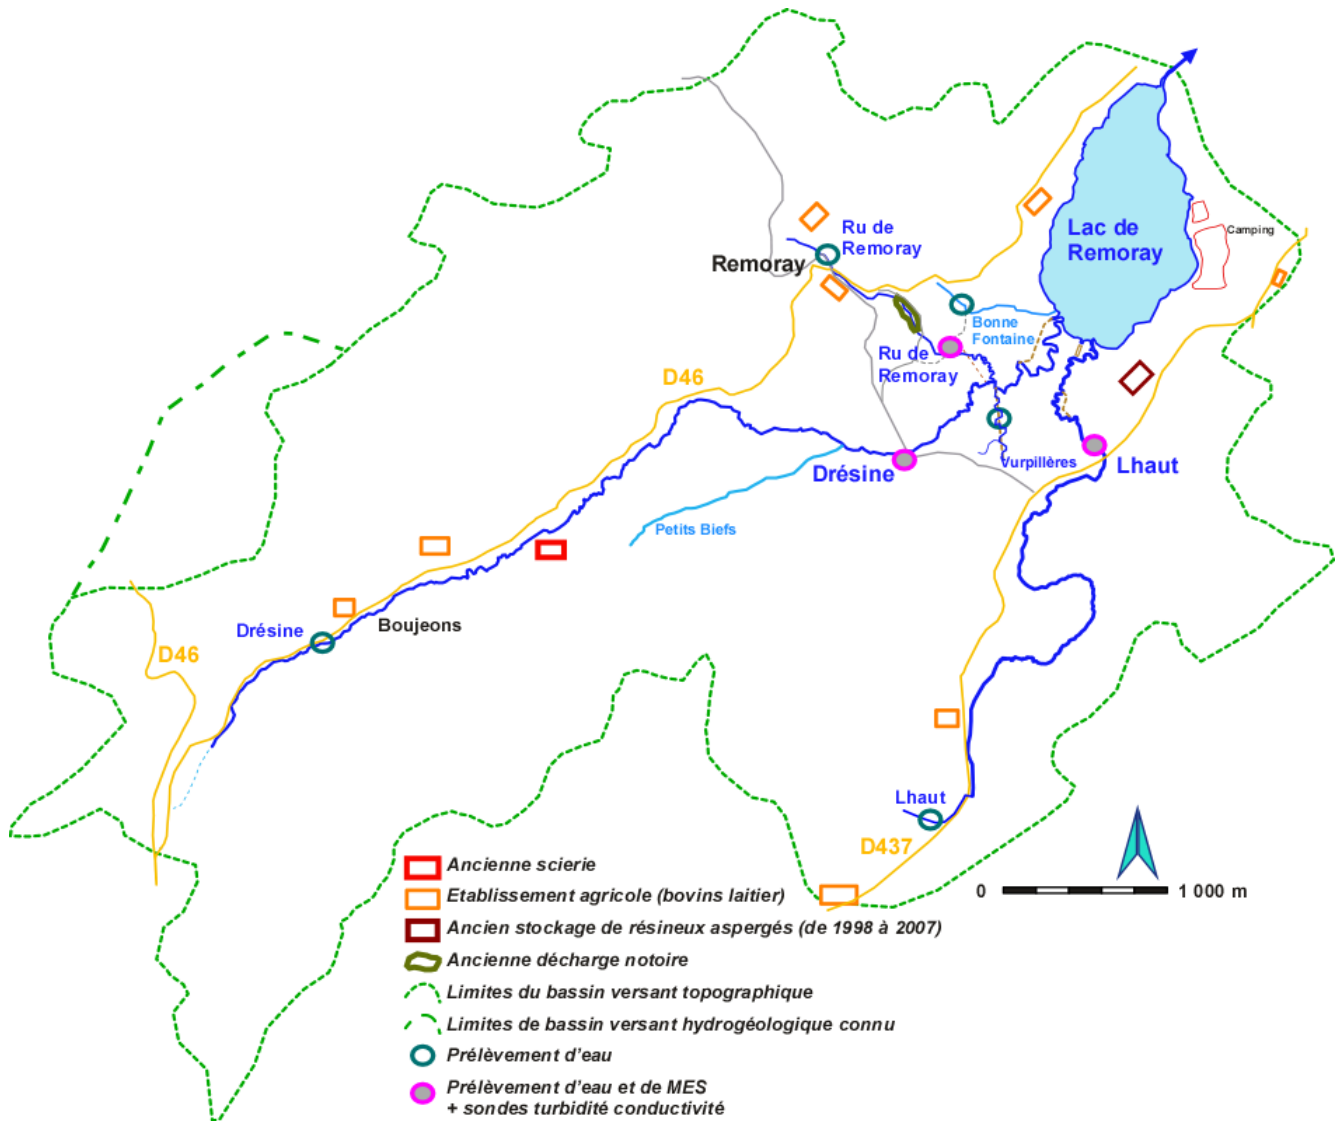 Ru de
Remoray
Remoray
Lac de
Remoray
Camping
Bonne
Fontaine
Ru de
Remoray
D46
Drésine
Vurpillères
Lhaut
Petits Biefs
Drésine
Boujeons
D46
Lhaut
D437
0
1 000 m
Ancienne scierie
Etablissement agricole (bovins laitier)
Ancien stockage de résineux aspergés (de 1998 à 2007)
Ancienne décharge notoire
Limites du bassin versant topographique
Limites de bassin versant hydrogéologique connu
Prélèvement d'eau
Prélèvement d'eau et de MES
+ sondes turbidité conductivité